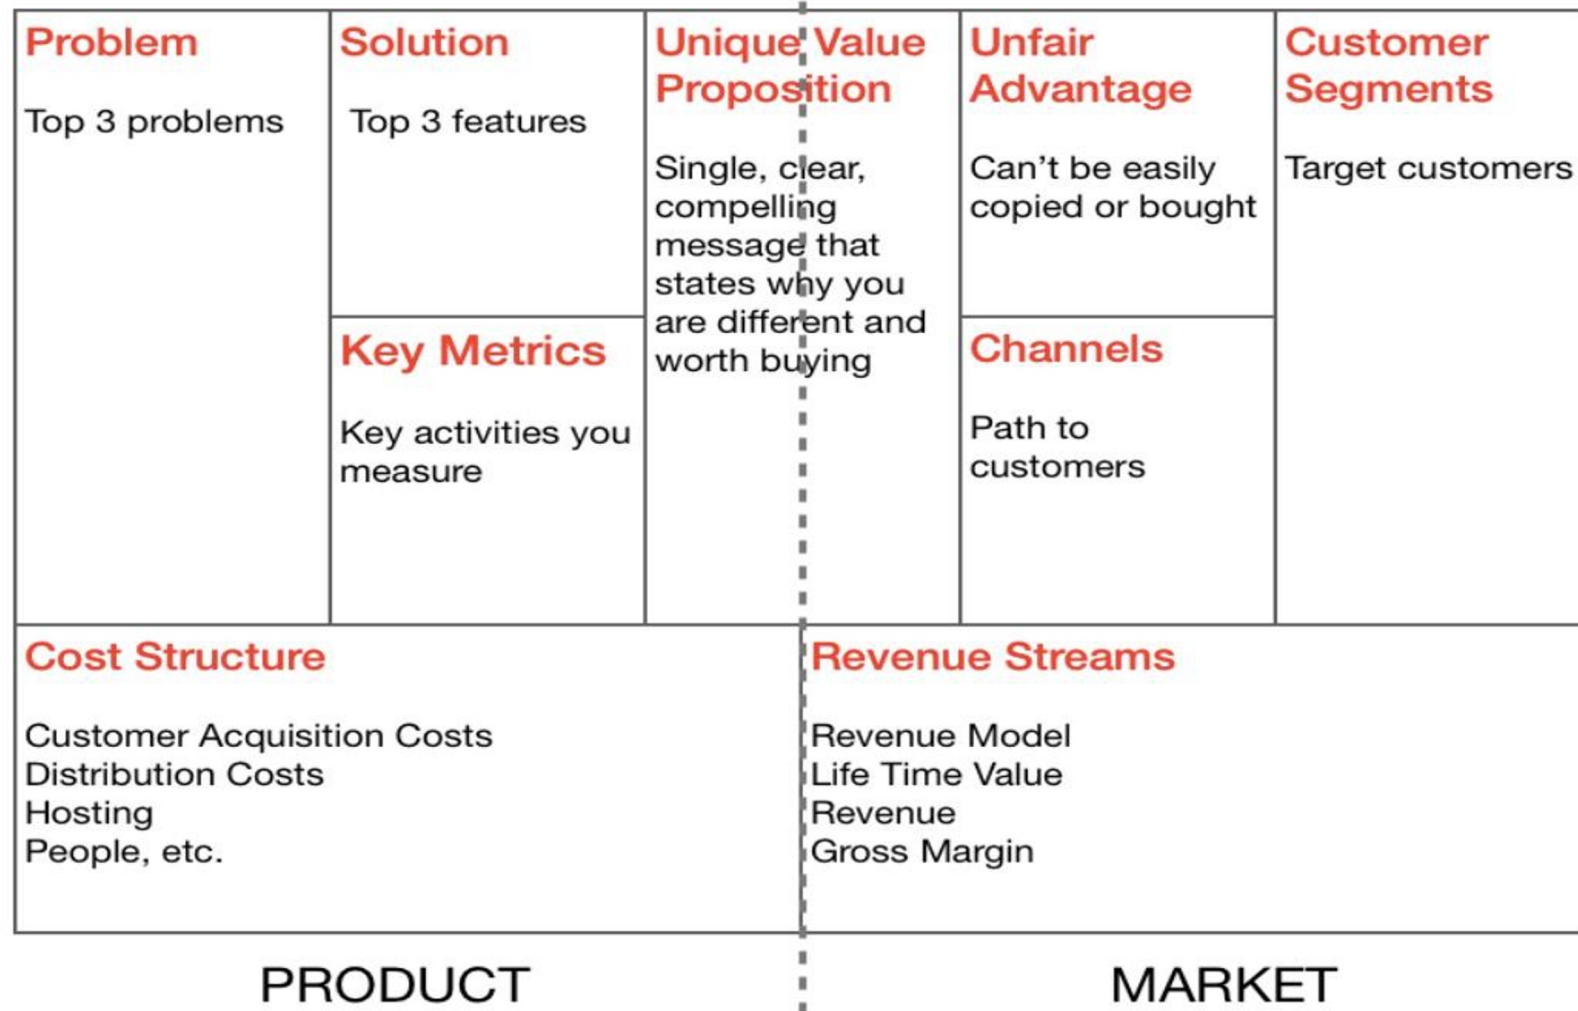 Problem
Top 3 problems
Solution
Top 3 features
Key Metrics
Key activities you
measure
Unique Value
Proposition
Single, clear,
compelling
message that
states why you
are different and
worth buying
Unfair
Advantage
Can't be easily
copied or bought
Channels
Path to
customers
Customer
Segments
Target customers
Cost Structure
Customer Acquisition Costs
Distribution Costs
Hosting
People, etc.
Revenue Streams
Revenue Model
Life Time Value
Revenue
Gross Margin
PRODUCT
MARKET